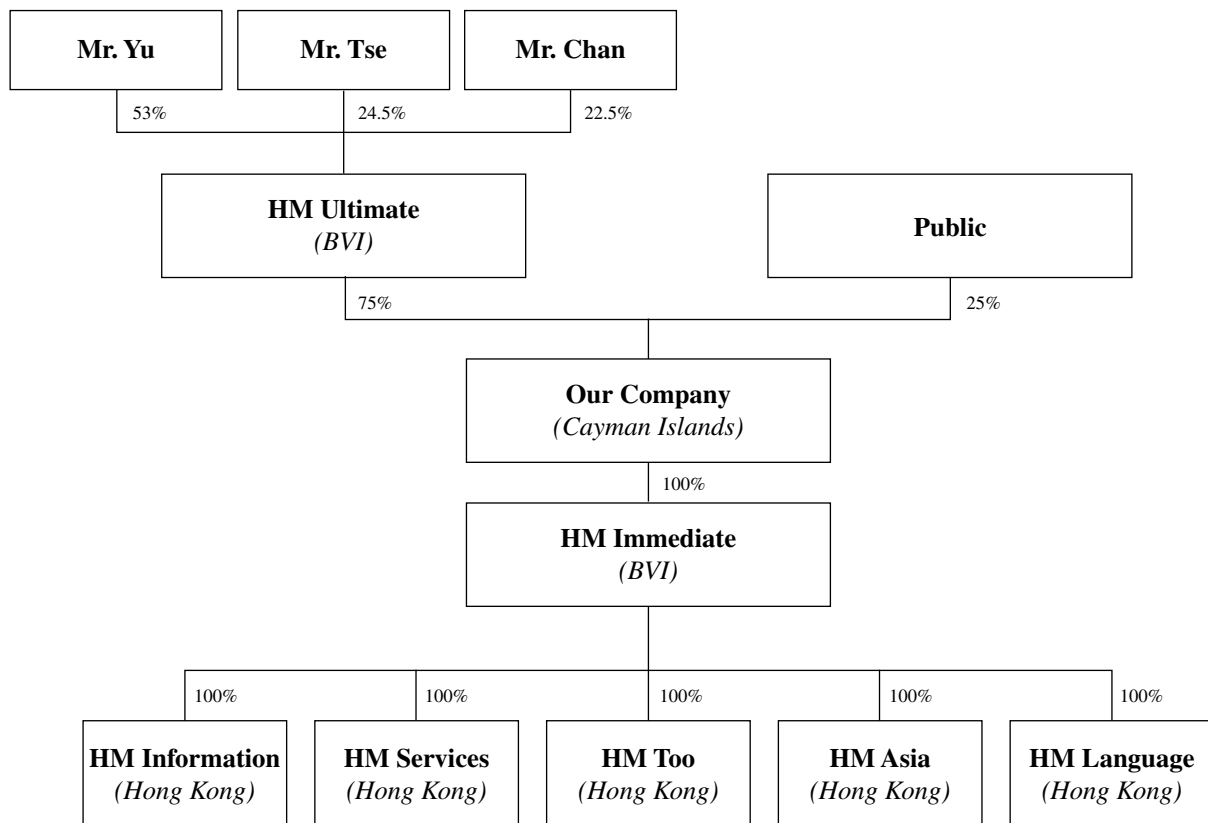 Mr. Yu
Mr. Tse
Mr. Chan
53%
24.5%
22.5%
HM Ultimate
(BVI)
Public
75%
25%
Our Company
(Cayman Islands)
100%
HM Immediate
(BVI)
100%
100%
100%
100%
100%
HM Information
(Hong Kong)
HM Services
(Hong Kong)
HM Too
(Hong Kong)
HM Asia
(Hong Kong)
HM Language
(Hong Kong)